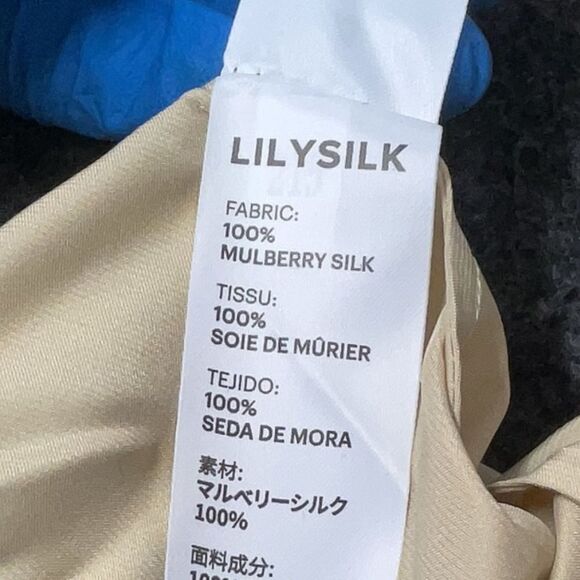 LILYSILK
FABRIC:
100%
MULBERRY SILK
TISSU:
100%
SOIE DE MÛRIER
TEJIDO:
100%
SEDA DE MORA
素材:
マルベリーシルク
100%
面料成分:
100%